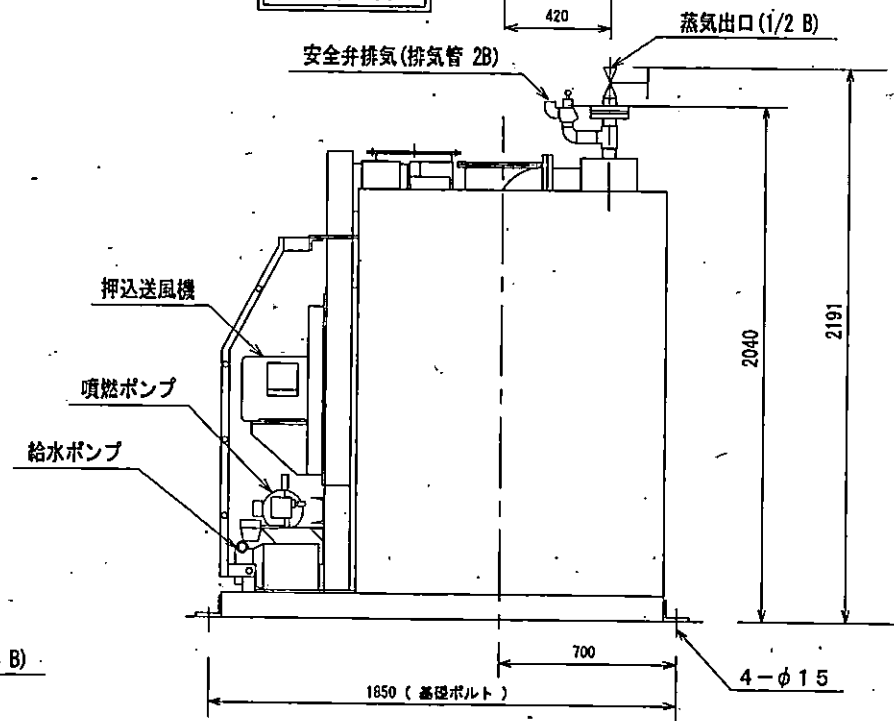 420
蒸気出口(1/2 B)
安全弁排気(排気管 2B)
押込送風機
噴燃ポンプ
給水ポンプ
2040
2191
B)
700
4-φ15
1850 ( 基礎ボルト )